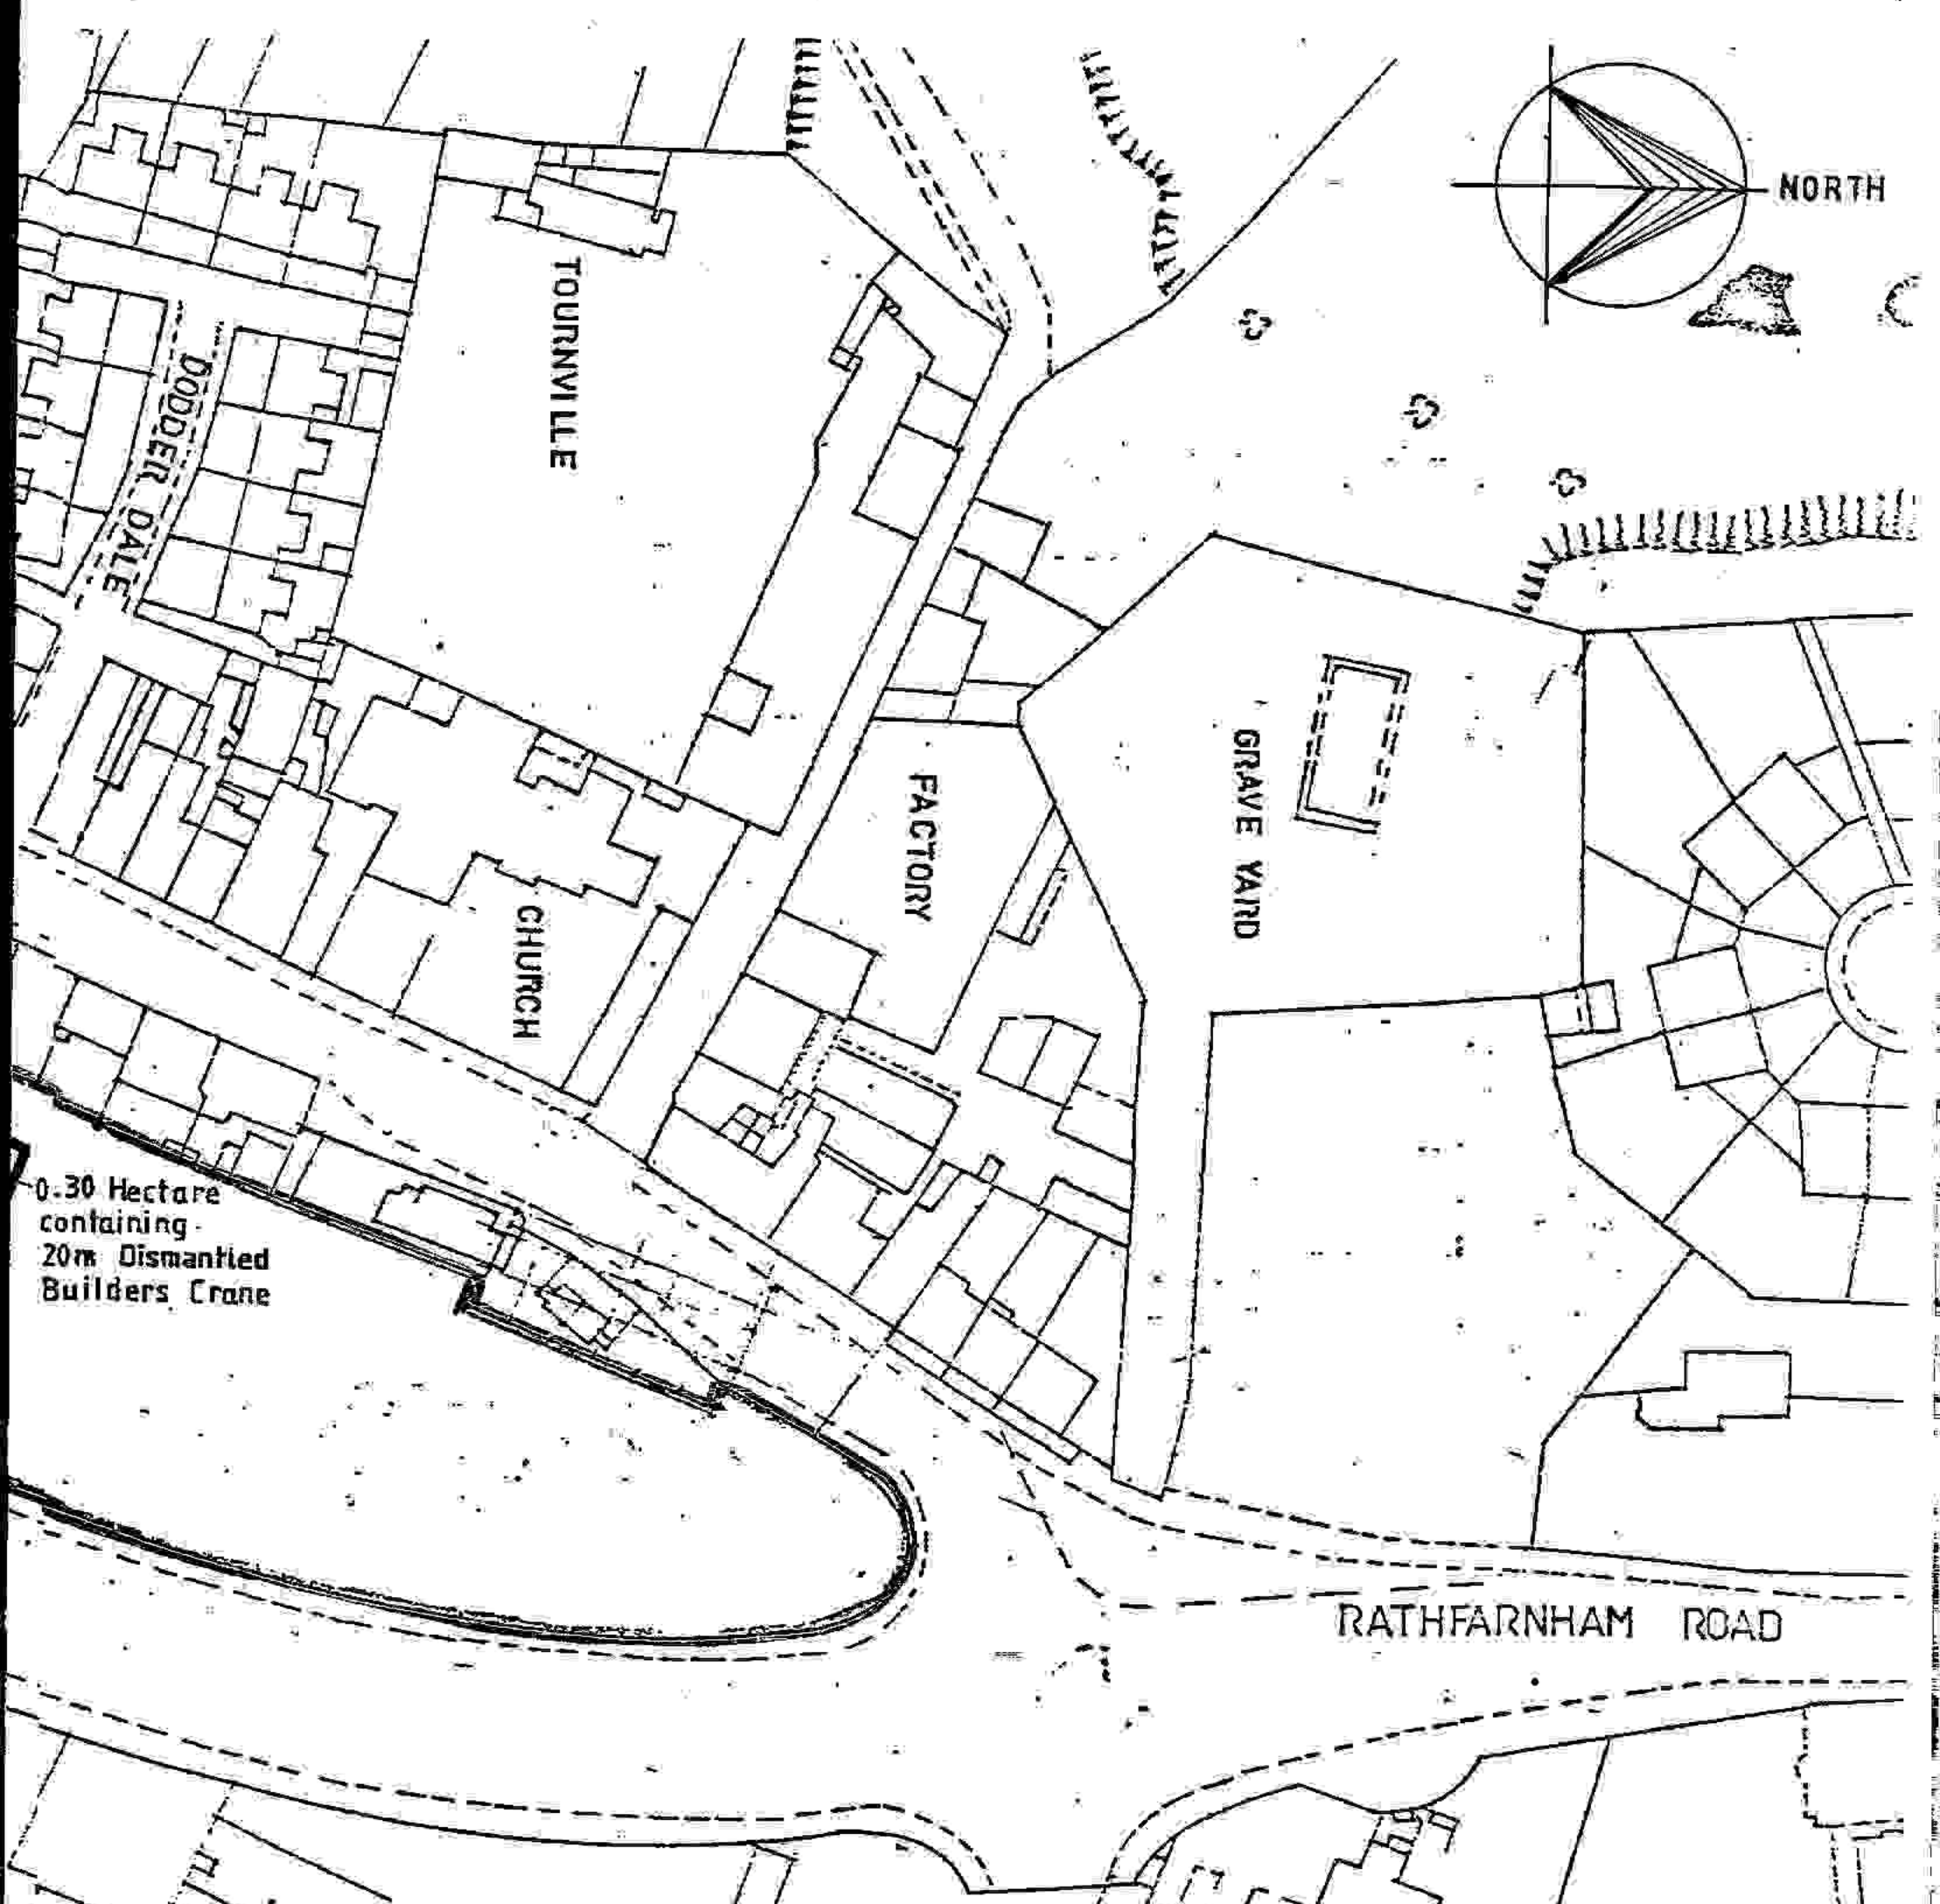 NORTH
TOURNVILLE
DODDER DALE
GRAVE YARD
FACTORY
CHURCH
0.30 Hectare
containing
20m Dismantled
Builders Crane
RATHFARNHAM ROAD